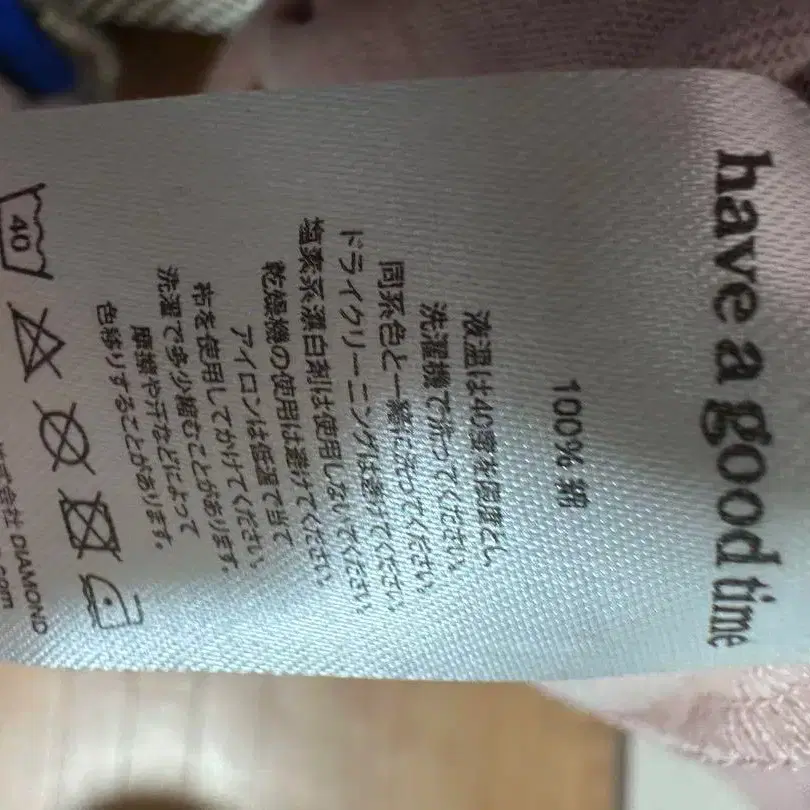 have a good time
100% 綿
液温は40度を限度とし
洗濯機で洗ってください
同系色と一緒に洗ってください
ドライクリーニングは避けてください
塩素系漂白剤は使用しないでください
乾燥機の使用は避けてください
アイロンは低温で当て
布を使用してかけてください
洗濯で多少縮むことがあります。
摩擦や汗などによって
色移りすることがあります。
40
株式会社 DIAMOND
.com